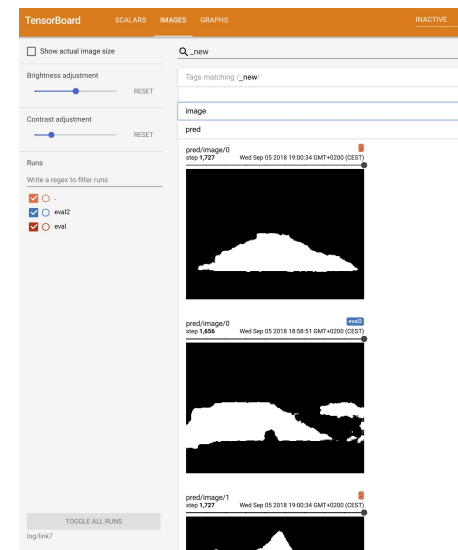 TensorBoard SCALARS IMAGES GRAPHS INACTIVE
Show actual image size
Brightness adjustment
RESET
Contrast adjustment
RESET
Runs
Write a regex to filter runs
.
eval2
eval
TOGGLE ALL RUNS
log/link7
_new
Tags matching /_new/
image
pred
pred/image/0 .
step 1,727 Wed Sep 05 2018 19:00:34 GMT+0200 (CEST)
pred/image/0 eval2
step 1,656 Wed Sep 05 2018 18:58:51 GMT+0200 (CEST)
pred/image/1 .
step 1,727 Wed Sep 05 2018 19:00:34 GMT+0200 (CEST)